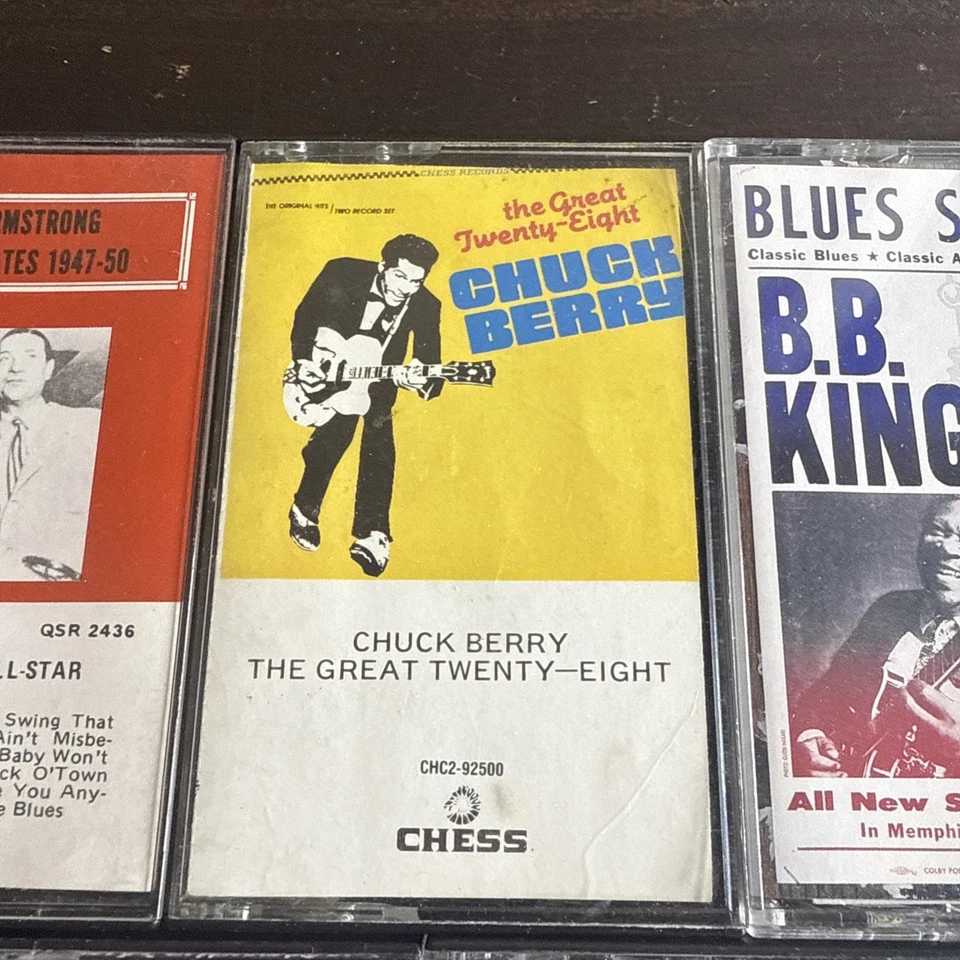 RMSTRONG
TES 1947-50
QSR 2436
LL-STAR
Swing That
Ain't Misbe-
Baby Won't
ck O'Town
e You Any-
e Blues
CHESS RECORDS
THE ORIGINAL HITS / TWO RECORD SET
the Great
Twenty-Eight
CHUCK
BERRY
CHUCK BERRY
THE GREAT TWENTY—EIGHT
CHC2-92500
CHESS
BLUES S
Classic Blues ★ Classic A
B.B.
KING
All New S
In Memphi
COLBY POS